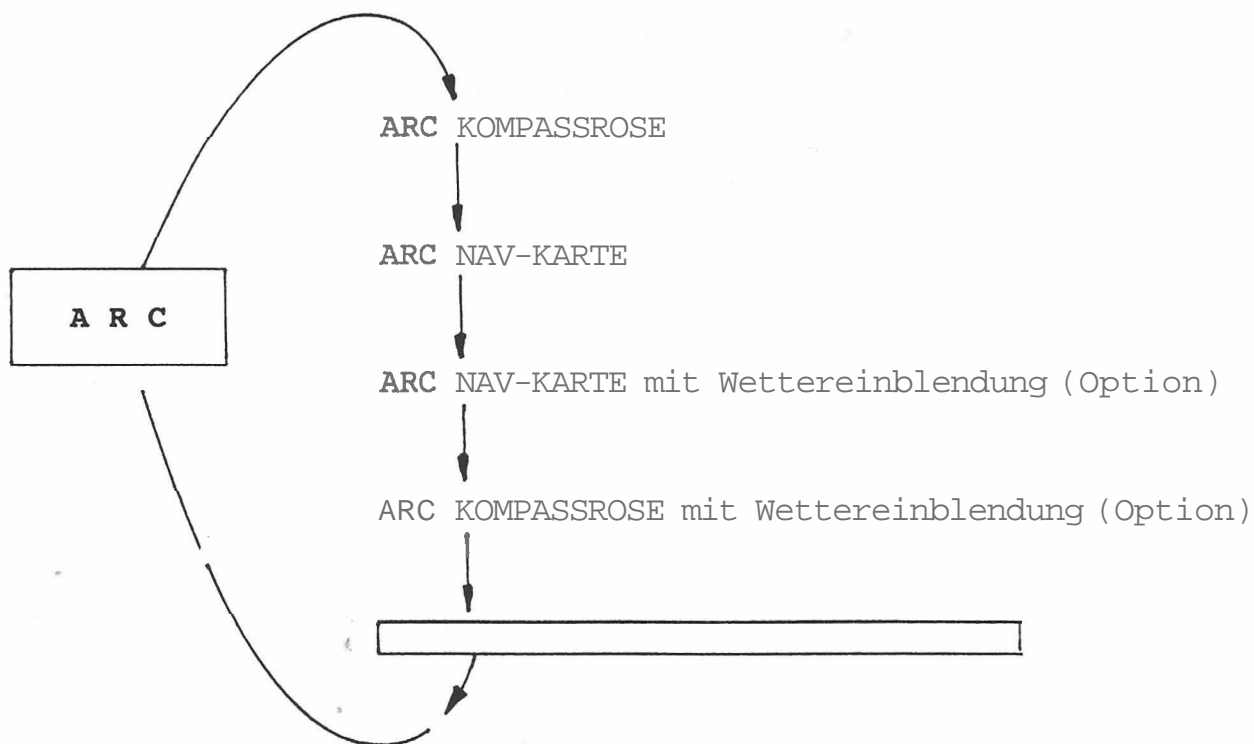 ARC KOMPASSROSE
ARC NAV-KARTE
A R C
ARC NAV-KARTE mit Wettereinblendung (Option)
ARC KOMPASSROSE mit Wettereinblendung (Option)